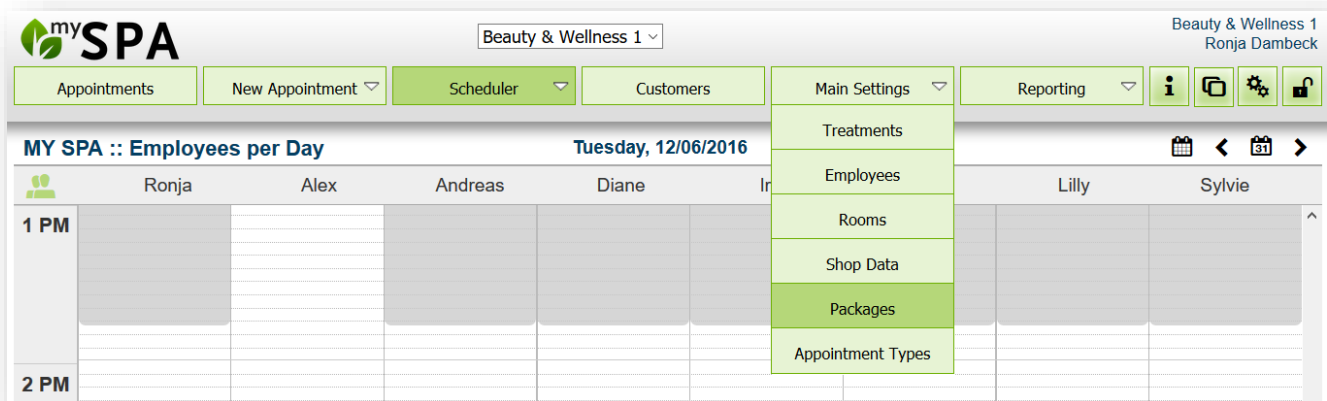 my SPA
Beauty & Wellness 1
Beauty & Wellness 1
Ronja Dambeck
Appointments
New Appointment
Scheduler
Customers
Main Settings
Reporting
i
Treatments
Employees
Rooms
Shop Data
Packages
Appointment Types
MY SPA :: Employees per Day
Tuesday, 12/06/2016
31
Ronja Alex Andreas Diane Lilly Sylvie
1 PM
2 PM